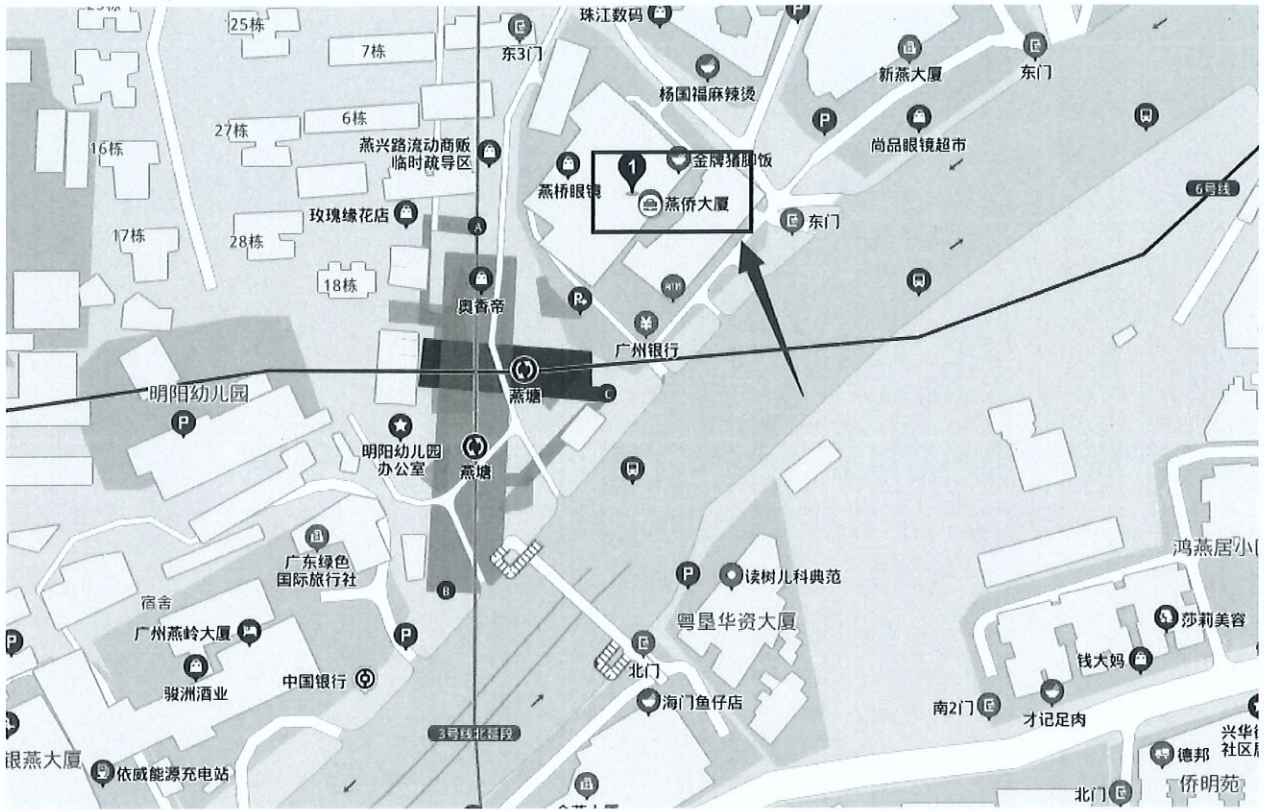 25栋
东3门
珠江数码
P
7栋
新燕大厦
东门
杨国福麻辣烫
27栋
6栋
P
尚品眼镜超市
16栋
燕兴路流动商贩
临时疏导区
燕桥眼镜
1
金牌猪脚饭
6号线
燕侨大厦
玫瑰缘花店
东门
17栋
28栋
A
18栋
奥香帝
P
atm
¥
广州银行
明阳幼儿园
P
燕塘
C
明阳幼儿园
办公室
燕塘
广东绿色
国际旅行社
鸿燕居小区
P
读树儿科典范
宿舍
B
粤垦华资大厦
广州燕岭大厦
P
莎莉美容
P
北门
钱大妈
骏洲酒业
中国银行
海门鱼仔店
南2门
才记足肉
3号线北延段
银燕大厦
依威能源充电站
德邦
社区
侨明苑
北门